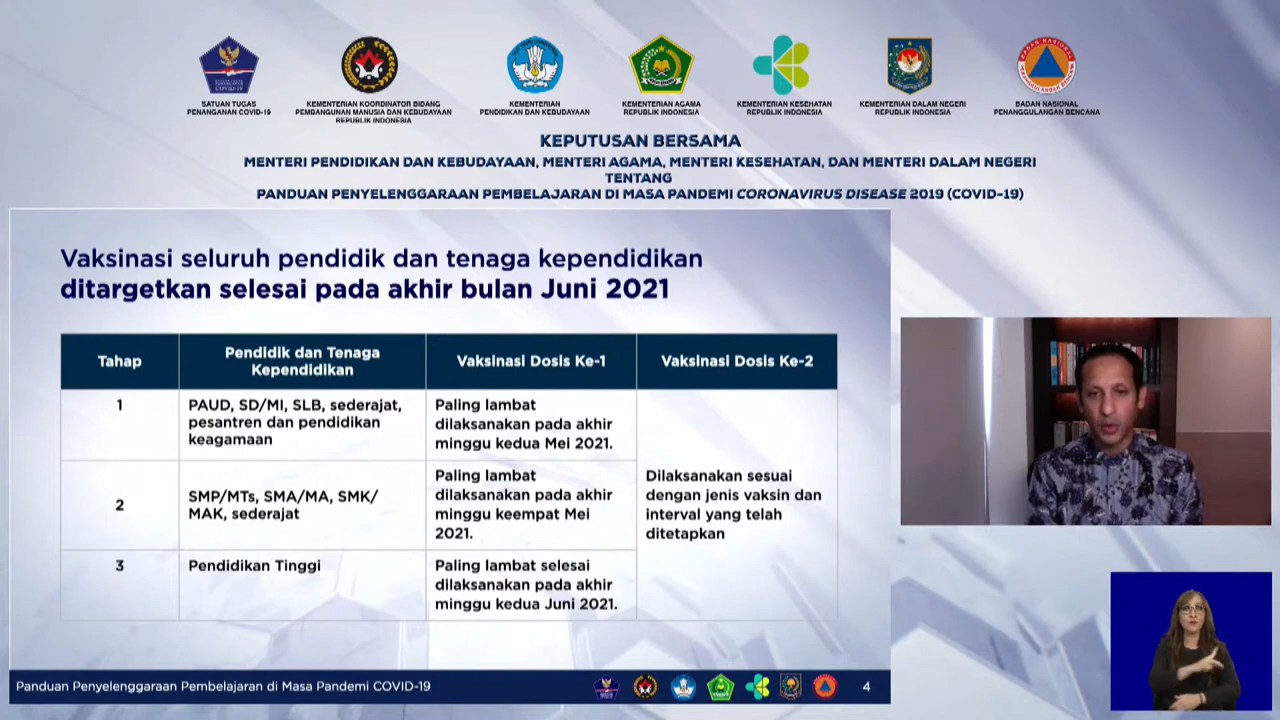 SATUAN TUGAS
PENANGANAN COVID-19
KEMENTERIAN KOORDINATOR BIDANG
PEMBANGUNAN MANUSIA DAN KEBUDAYAAN
REPUBLIK INDONESIA
KEMENTERIAN
PENDIDIKAN DAN KEBUDAYAAN
KEMENTERIAN AGAMA
REPUBLIK INDONESIA
KEMENTERIAN KESEHATAN
REPUBLIK INDONESIA
KEMENTERIAN DALAM NEGERI
REPUBLIK INDONESIA
BADAN NASIONAL
PENANGGULANGAN BENCANA
KEPUTUSAN BERSAMA
MENTERI PENDIDIKAN DAN KEBUDAYAAN, MENTERI AGAMA, MENTERI KESEHATAN, DAN MENTERI DALAM NEGERI
TENTANG
PANDUAN PENYELENGGARAAN PEMBELAJARAN DI MASA PANDEMI CORONAVIRUS DISEASE 2019 (COVID-19)
Vaksinasi seluruh pendidik dan tenaga kependidikan
ditargetkan selesai pada akhir bulan Juni 2021
Tahap
Pendidik dan Tenaga
Kependidikan
Vaksinasi Dosis Ke-1
Vaksinasi Dosis Ke-2
1
PAUD, SD/MI, SLB, sederajat,
pesantren dan pendidikan
keagamaan
Paling lambat
dilaksanakan pada akhir
minggu kedua Mei 2021.
2
SMP/MTs, SMA/MA, SMK/
MAK, sederajat
Paling lambat
dilaksanakan pada akhir
minggu keempat Mei
2021.
Dilaksanakan sesuai
dengan jenis vaksin dan
interval yang telah
ditetapkan
3
Pendidikan Tinggi
Paling lambat selesai
dilaksanakan pada akhir
minggu kedua Juni 2021.
Panduan Penyelenggaraan Pembelajaran di Masa Pandemi COVID-19
4